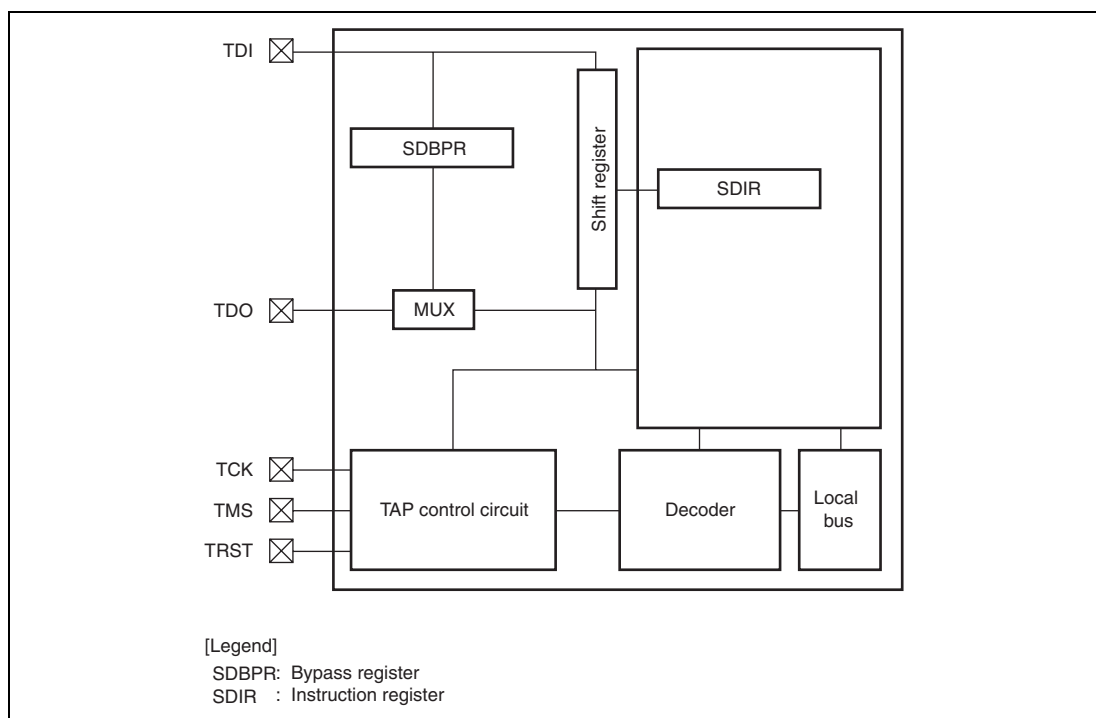 TDI
SDBPR
Shift register
SDIR
TDO
MUX
TCK
TMS
TRST
TAP control circuit
Decoder
Local
bus
[Legend]
SDBPR: Bypass register
SDIR : Instruction register